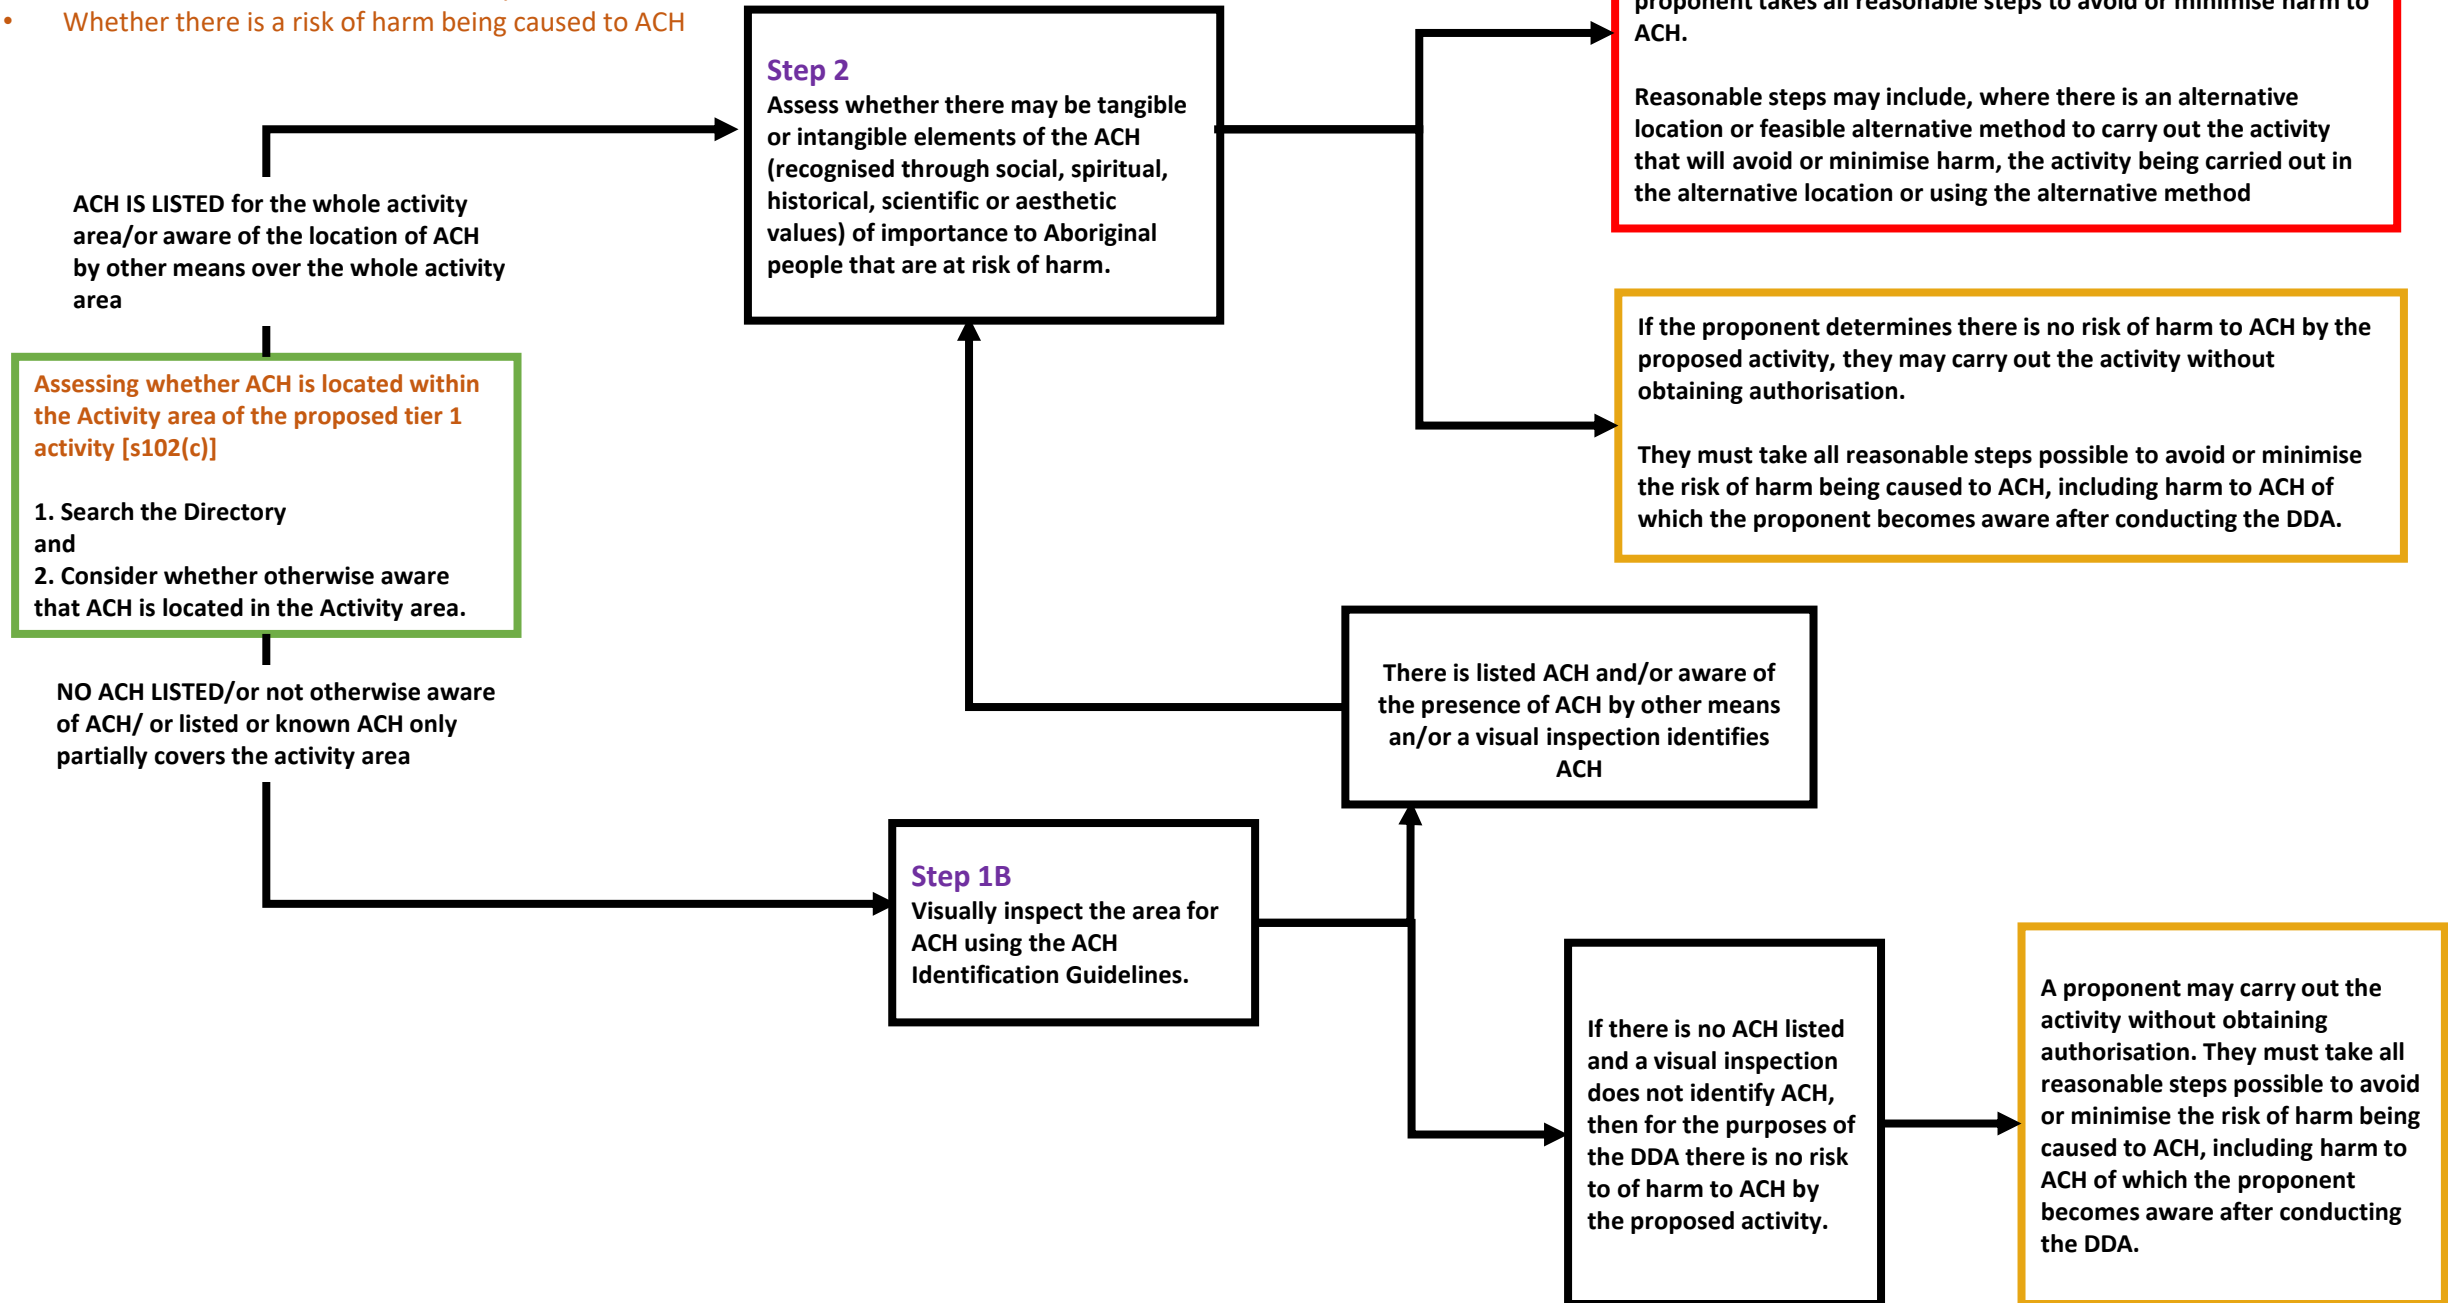 • Whether there is a risk of harm being caused to ACH
proponent takes all reasonable steps to avoid or minimise harm to
ACH.
Reasonable steps may include, where there is an alternative
location or feasible alternative method to carry out the activity
that will avoid or minimise harm, the activity being carried out in
the alternative location or using the alternative method
Step 2
Assess whether there may be tangible
or intangible elements of the ACH
(recognised through social, spiritual,
historical, scientific or aesthetic
values) of importance to Aboriginal
people that are at risk of harm.
ACH IS LISTED for the whole activity
area/or aware of the location of ACH
by other means over the whole activity
area
If the proponent determines there is no risk of harm to ACH by the
proposed activity, they may carry out the activity without
obtaining authorisation.
They must take all reasonable steps possible to avoid or minimise
the risk of harm being caused to ACH, including harm to ACH of
which the proponent becomes aware after conducting the DDA.
Assessing whether ACH is located within
the Activity area of the proposed tier 1
activity [s102(c)]
1. Search the Directory
and
2. Consider whether otherwise aware
that ACH is located in the Activity area.
NO ACH LISTED/or not otherwise aware
of ACH/ or listed or known ACH only
partially covers the activity area
There is listed ACH and/or aware of
the presence of ACH by other means
an/or a visual inspection identifies
ACH
Step 1B
Visually inspect the area for
ACH using the ACH
Identification Guidelines.
If there is no ACH listed
and a visual inspection
does not identify ACH,
then for the purposes of
the DDA there is no risk
to of harm to ACH by
the proposed activity.
A proponent may carry out the
activity without obtaining
authorisation. They must take all
reasonable steps possible to avoid
or minimise the risk of harm being
caused to ACH, including harm to
ACH of which the proponent
becomes aware after conducting
the DDA.